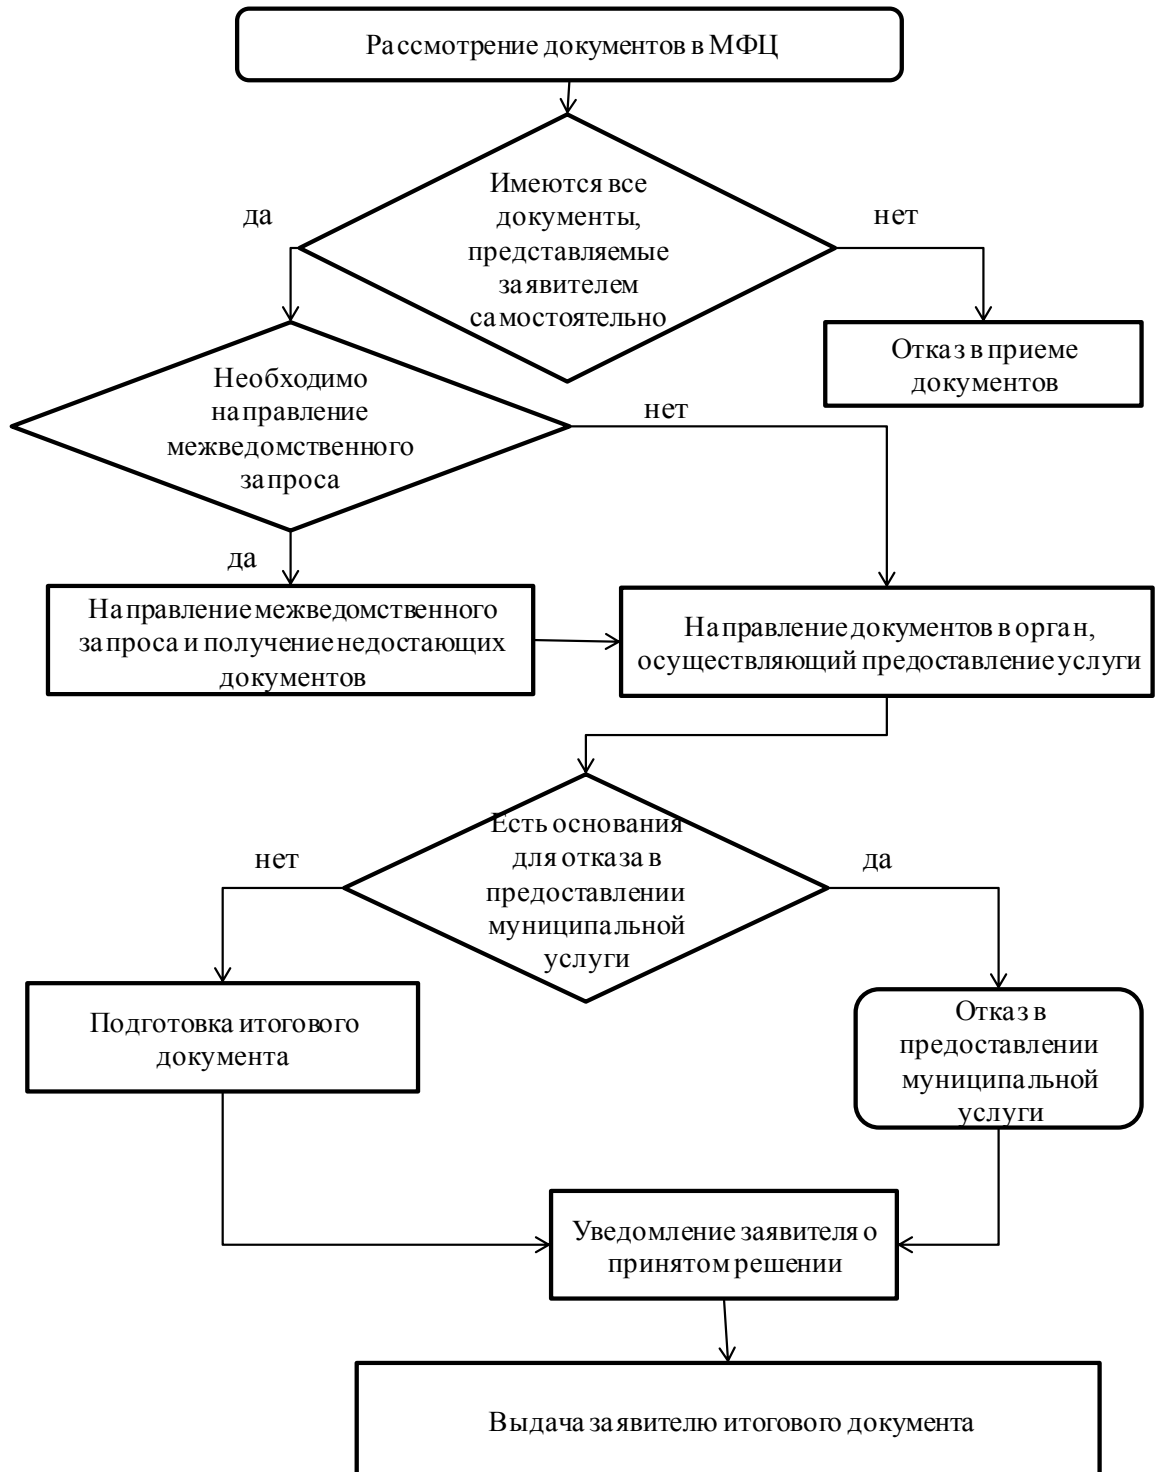 Рассмотрение документов в МФЦ
Имеются все
документы,
представляемые
заявителем
самостоятельно
да
нет
Отказ в приеме
документов
Необходимо
направление
межведомственного
запроса
нет
да
Направление межведомственного
запроса и получение недостающих
документов
Направление документов в орган,
осуществляющий предоставление услуги
Есть основания
для отказа в
предоставлении
муниципальной
услуги
нет
да
Подготовка итогового
документа
Отказ в
предоставлении
муниципальной
услуги
Уведомление заявителя о
принятом решении
Выдача заявителю итогового документа